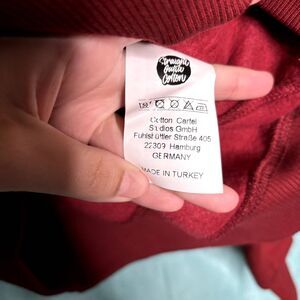 Straight
Outta
Cotton
Cotton Cartel
Studios GmbH
Fuhlsbüttler Straße 405
22309 Hamburg
GERMANY
MADE IN TURKEY